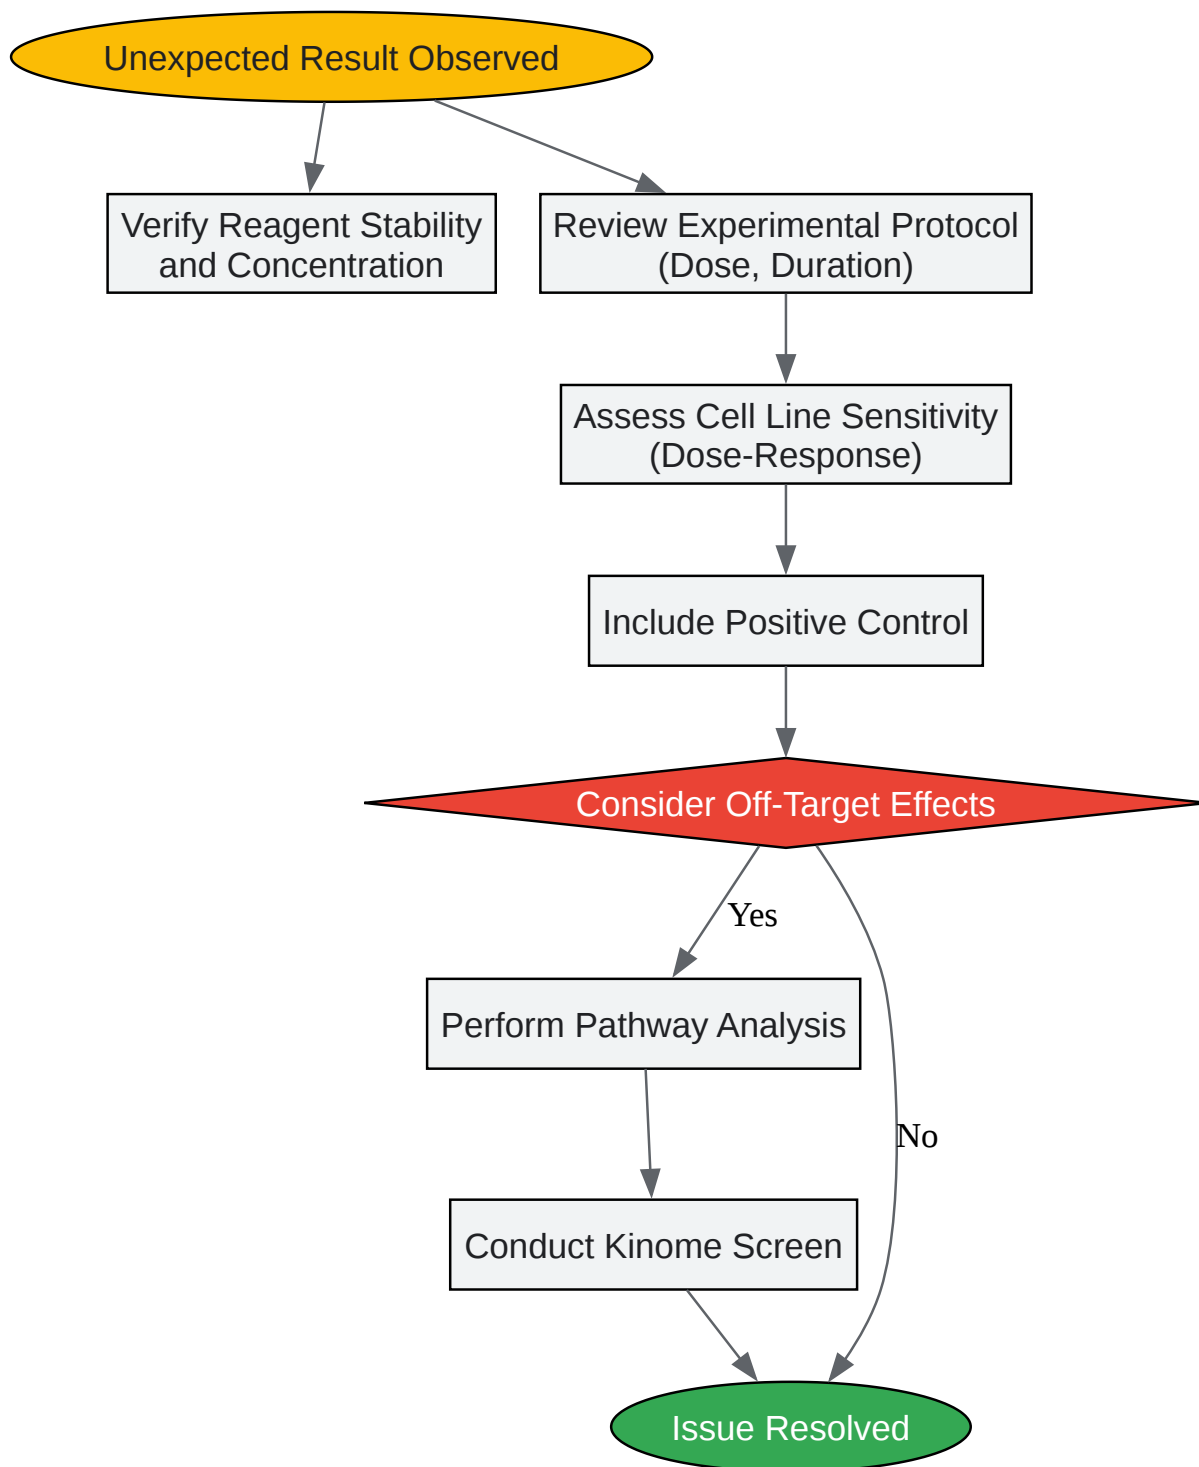 Unexpected Result Observed
Verify Reagent Stability
and Concentration
Review Experimental Protocol
(Dose, Duration)
Assess Cell Line Sensitivity
(Dose-Response)
Include Positive Control
Consider Off-Target Effects
Yes
Perform Pathway Analysis
No
Conduct Kinome Screen
Issue Resolved